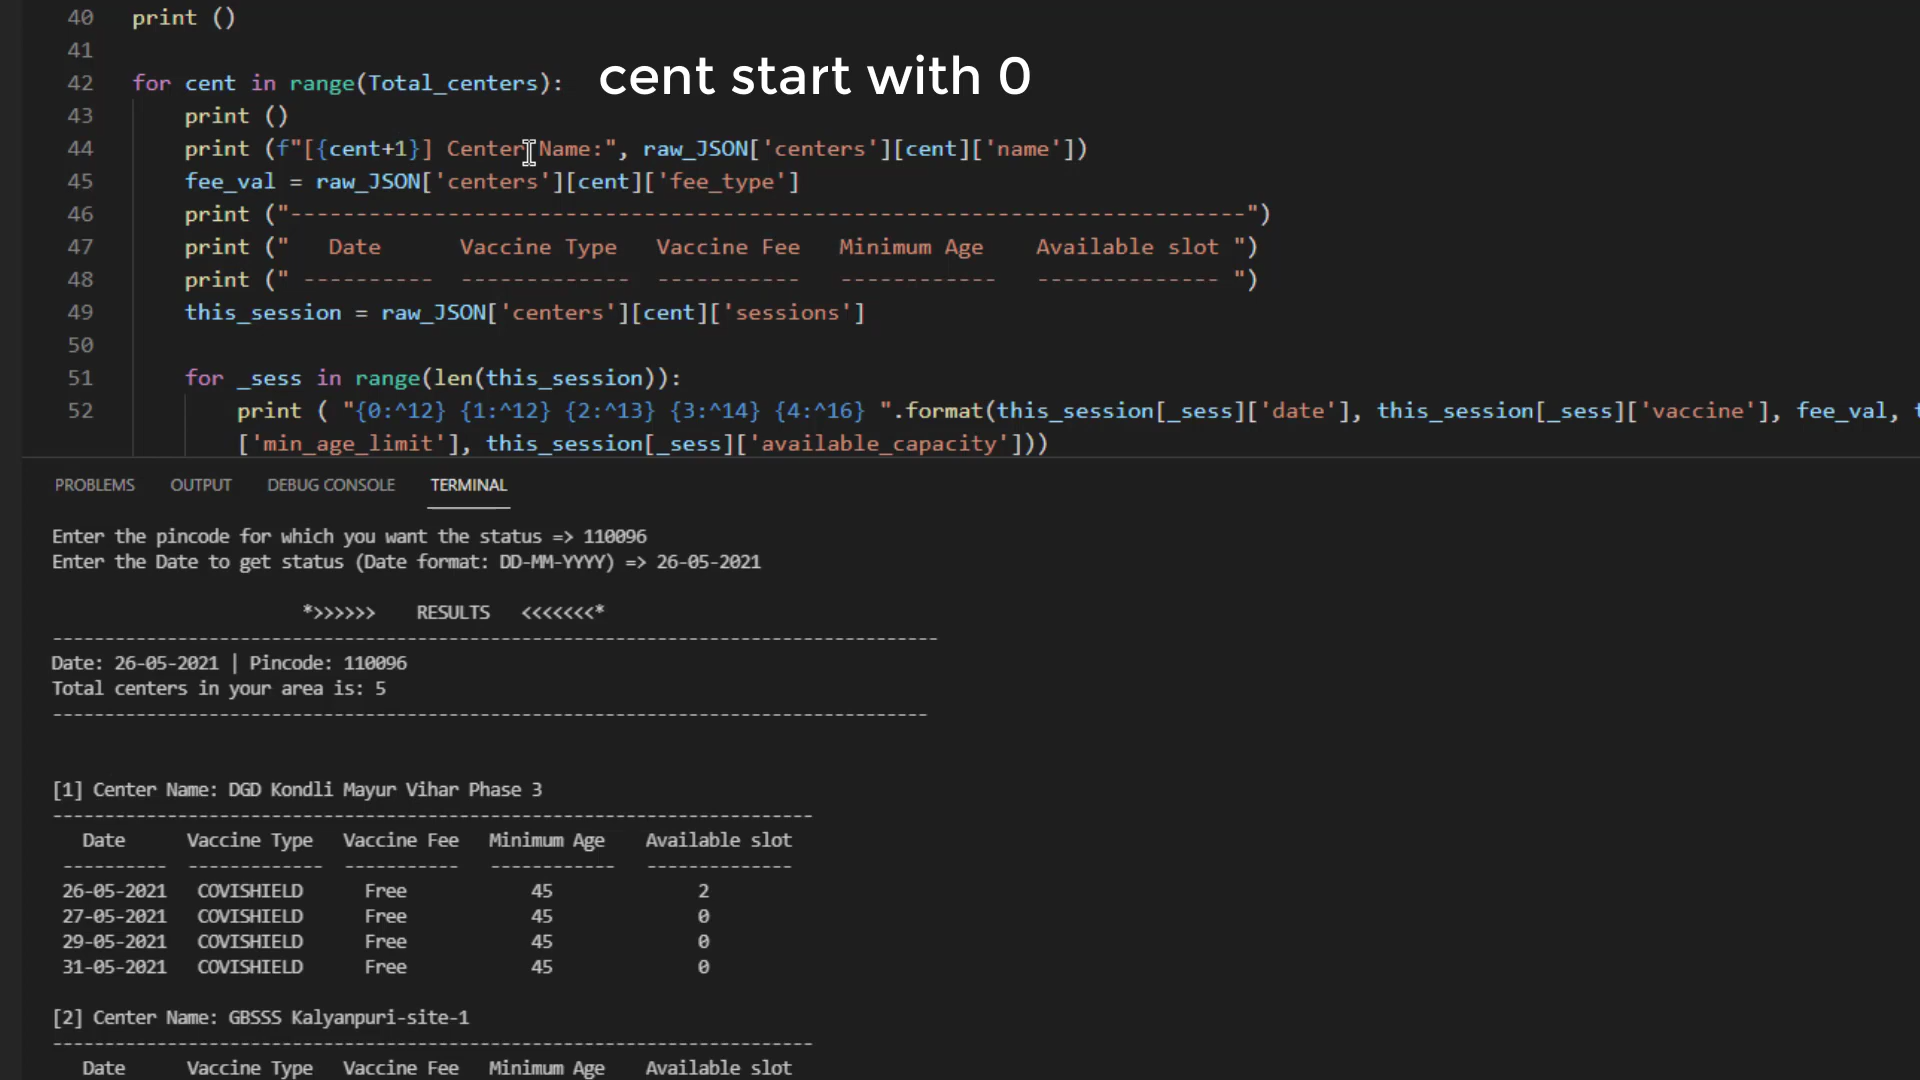 40 print ()
41
cent start with 0
42 for cent in range(Total_centers):
43 print ()
44 print (f"[{cent+1}] Center Name:", raw_JSON['centers'][cent]['name'])
45 fee_val = raw_JSON['centers'][cent]['fee_type']
46 print ("-------------------------------------------------------------------------")
47 print ("   Date      Vaccine Type   Vaccine Fee   Minimum Age    Available slot ")
48 print (" ----------  -------------  -----------   ------------   -------------- ")
49 this_session = raw_JSON['centers'][cent]['sessions']
50
51 for _sess in range(len(this_session)):
52 print ( "{0:^12} {1:^12} {2:^13} {3:^14} {4:^16} ".format(this_session[_sess]['date'], this_session[_sess]['vaccine'], fee_val,
['min_age_limit'], this_session[_sess]['available_capacity']))
PROBLEMS OUTPUT DEBUG CONSOLE TERMINAL
Enter the pincode for which you want the status => 110096
Enter the Date to get status (Date format: DD-MM-YYYY) => 26-05-2021
*>>>>>> RESULTS <<<<<<<*
-------------------------------------------------------------------------------------
Date: 26-05-2021 | Pincode: 110096
Total centers in your area is: 5
------------------------------------------------------------------------------------
[1] Center Name: DGD Kondli Mayur Vihar Phase 3
-------------------------------------------------------------------------
Date Vaccine Type Vaccine Fee Minimum Age Available slot
---------- ------------- ----------- ------------ --------------
26-05-2021 COVISHIELD Free 45 2
27-05-2021 COVISHIELD Free 45 0
29-05-2021 COVISHIELD Free 45 0
31-05-2021 COVISHIELD Free 45 0
[2] Center Name: GBSSS Kalyanpuri-site-1
-------------------------------------------------------------------------
Date Vaccine Type Vaccine Fee Minimum Age Available slot